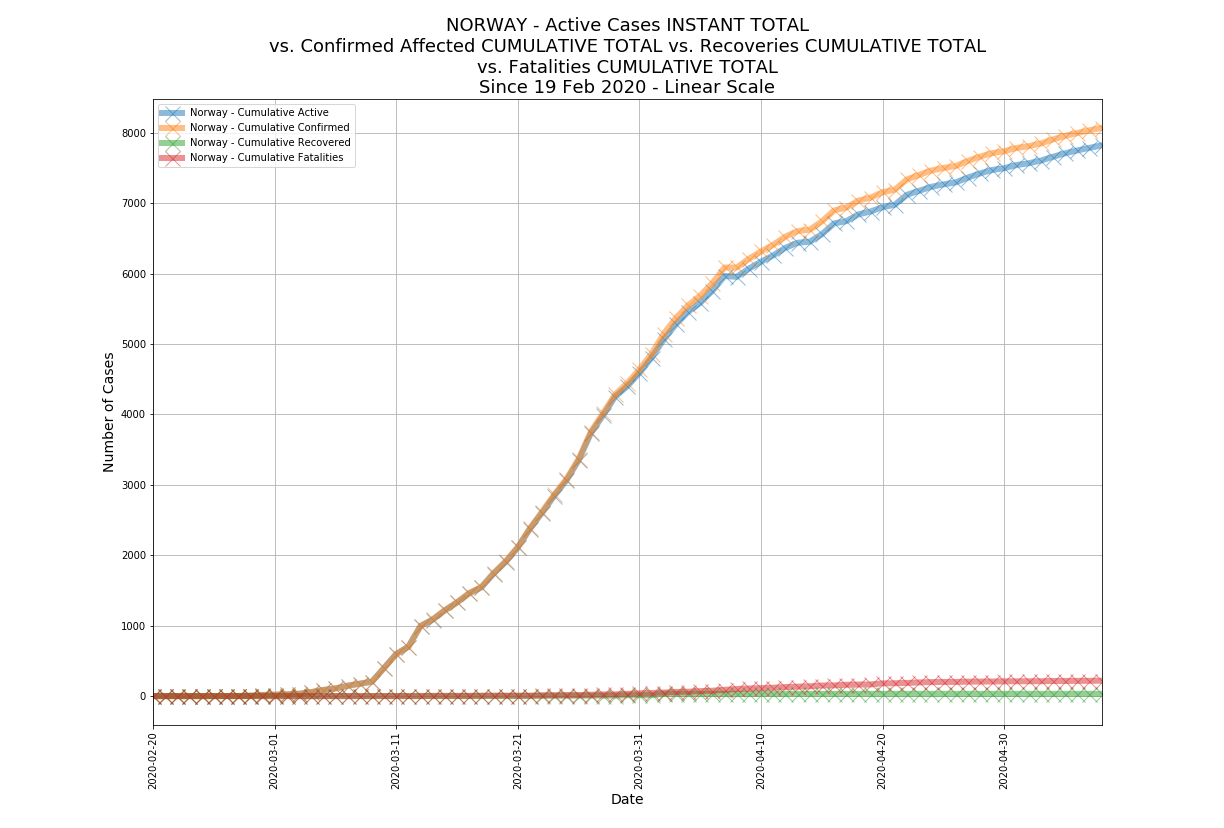 NORWAY - Active Cases INSTANT TOTAL
vs. Confirmed Affected CUMULATIVE TOTAL vs. Recoveries CUMULATIVE TOTAL
vs. Fatalities CUMULATIVE TOTAL
Since 19 Feb 2020 - Linear Scale
Norway - Cumulative Active
Norway - Cumulative Confirmed
Norway - Cumulative Recovered
Norway - Cumulative Fatalities
Number of Cases
8000
7000
6000
5000
4000
3000
2000
1000
0
2020-02-20
2020-03-01
2020-03-11
2020-03-21
2020-03-31
2020-04-10
2020-04-20
2020-04-30
Date